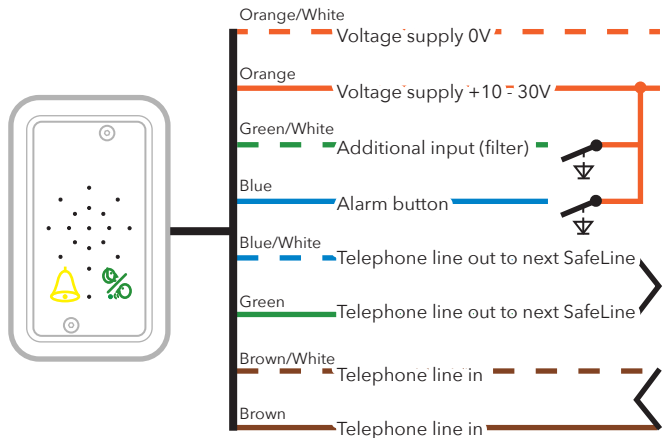 Orange/White
Voltage supply 0V
Orange
Voltage supply +10 - 30V
Green/White
Additional input (filter)
Blue
Alarm button
Blue/White
Telephone line out to next SafeLine
Green
Telephone line out to next SafeLine
Brown/White
Telephone line in
Brown
Telephone line in